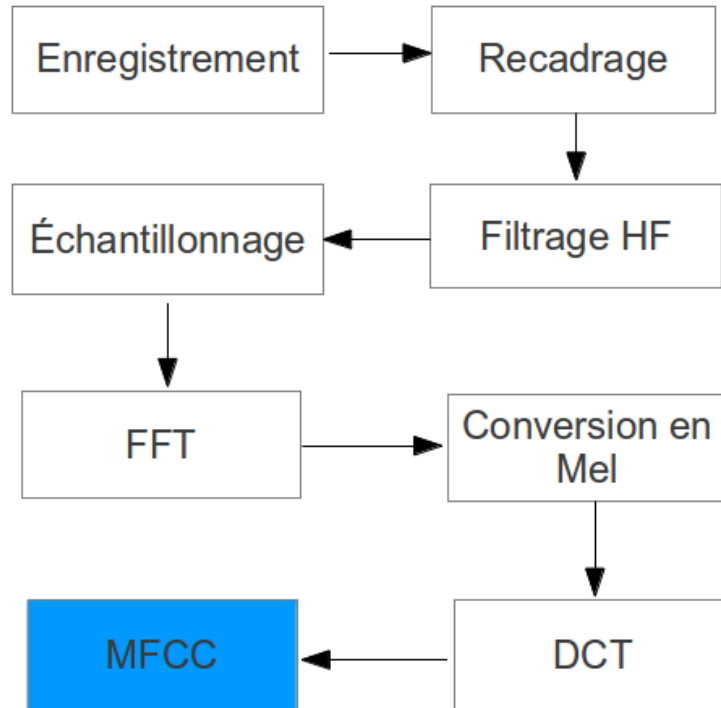 Enregistrement
Recadrage
Filtrage HF
Échantillonnage
FFT
Conversion en
Mel
DCT
MFCC